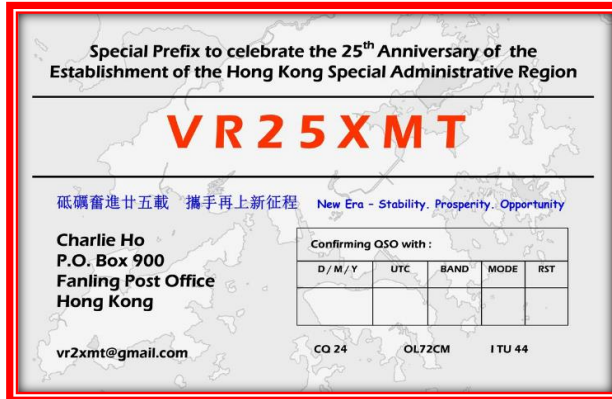 Special Prefix to celebrate the 25th Anniversary of the
Establishment of the Hong Kong Special Administrative Region
VR25XMT
砥礪奮進廿五載 攜手再上新征程 New Era - Stability. Prosperity. Opportunity
Charlie Ho
P.O. Box 900
Fanling Post Office
Hong Kong
vr2xmt@gmail.com
Confirming QSO with :
D / M / Y UTC BAND MODE RST
CQ 24 OL72CM I TU 44